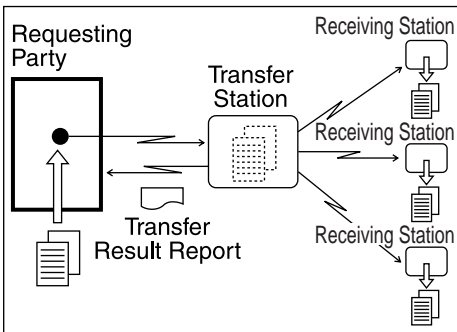 Requesting
Party
Transfer
Station
Transfer
Result Report
Receiving Station
Receiving Station
Receiving Station